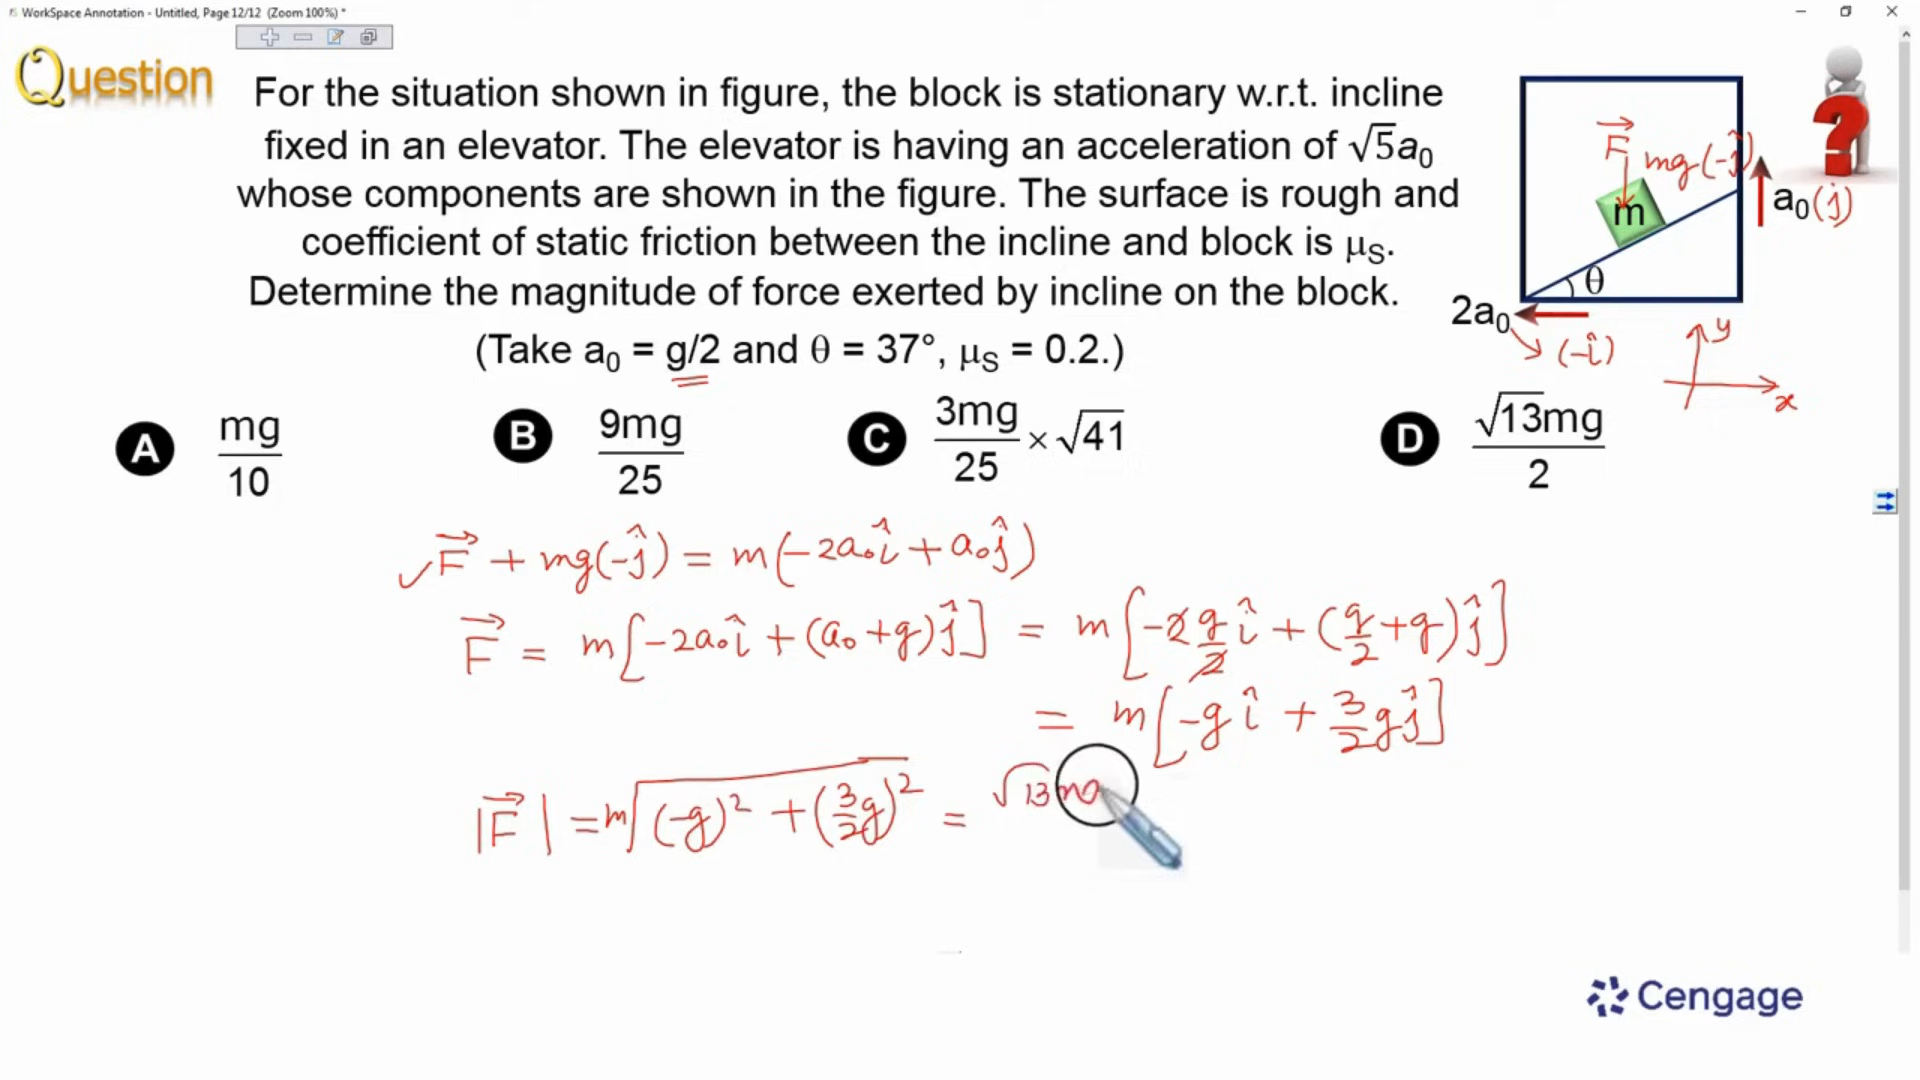 WorkSpace Annotation - Untitled, Page 12/12 (Zoom 100%) *
Question
For the situation shown in figure, the block is stationary w.r.t. incline
fixed in an elevator. The elevator is having an acceleration of √5a₀
whose components are shown in the figure. The surface is rough and
coefficient of static friction between the incline and block is μS.
Determine the magnitude of force exerted by incline on the block.
(Take a₀ = g/2 and θ = 37°, μS = 0.2.)
F⃗
mg(-ĵ)
m
a₀(ĵ)
θ
2a₀
(-î)
y
x
A mg/10
B 9mg/25
C 3mg/25 × √41
D √13mg/2
F⃗ + mg(-ĵ) = m(-2a₀î + a₀ĵ)
F⃗ = m[-2a₀î + (a₀+g)ĵ] = m[-2g/2 î + (g/2+g)ĵ]
= m[-gî + 3/2 gĵ]
|F⃗| = m√((-g)² + (3/2 g)²) = √13 m
Cengage